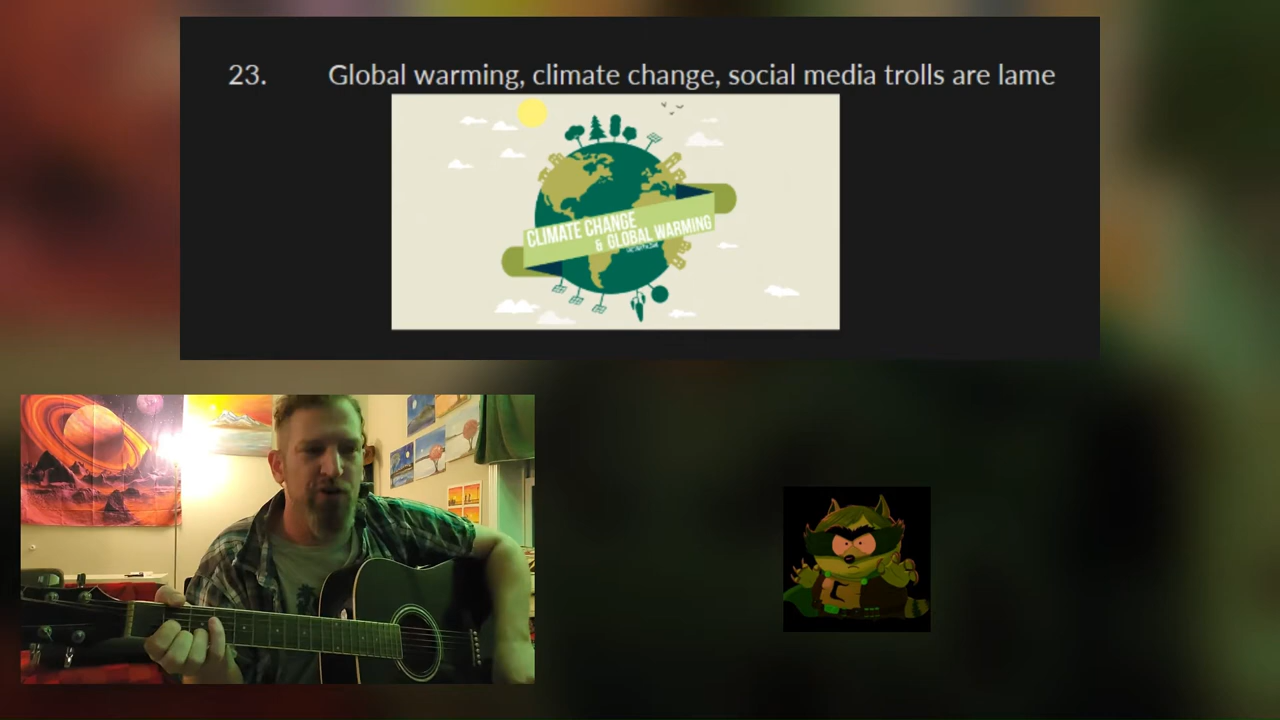 23. Global warming, climate change, social media trolls are lame
CLIMATE CHANGE
& GLOBAL WARMING